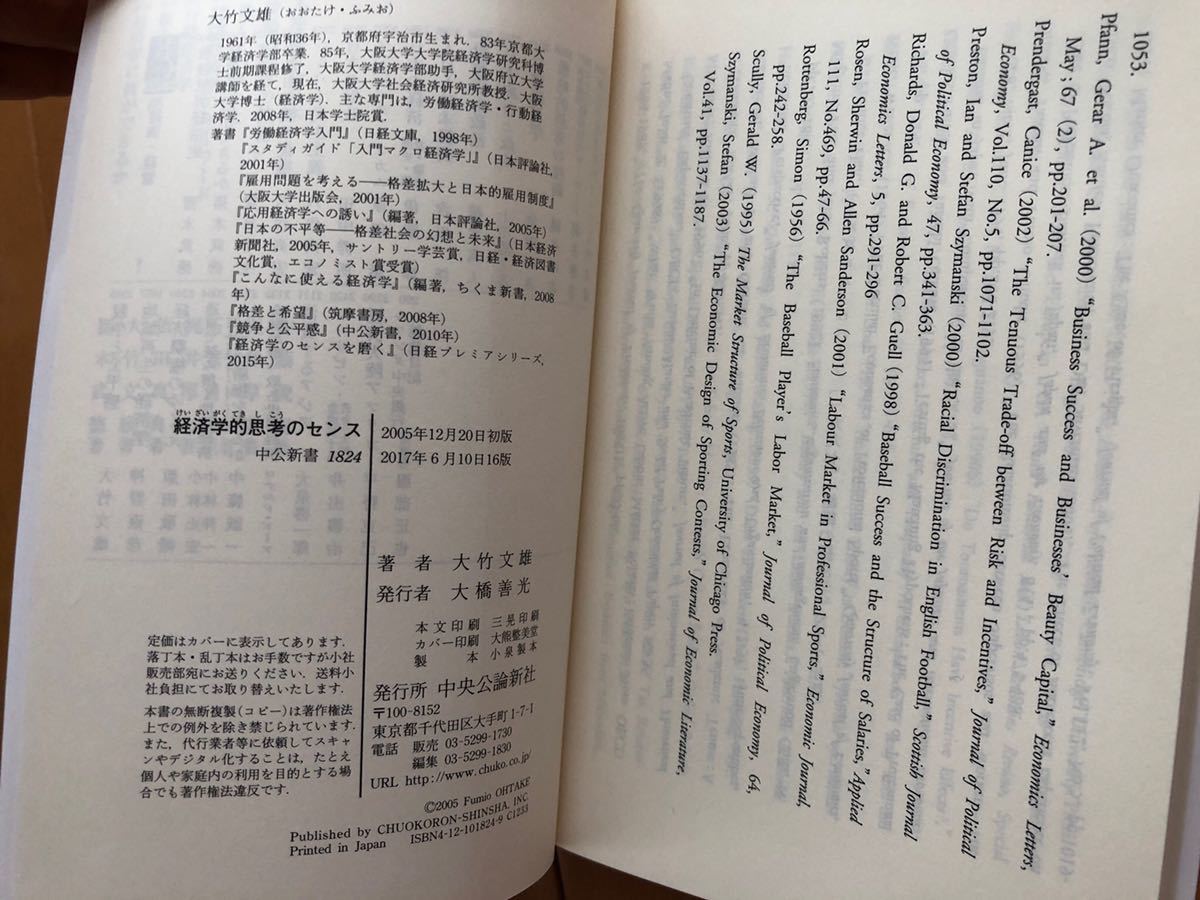 大竹文雄（おおたけ・ふみお）
1961年（昭和36年），京都府宇治市生まれ．83年京都大
学経済学部卒業．85年，大阪大学大学院経済学研究科博
士前期課程修了．大阪大学経済学部助手，大阪府立大学
講師を経て，現在，大阪大学社会経済研究所教授．大阪
大学博士（経済学）．主な専門は，労働経済学・行動経
済学．2008年，日本学士院賞．
著書『労働経済学入門』（日経文庫，1998年）
『スタディガイド「入門マクロ経済学」』（日本評論社，
2001年）
『雇用問題を考える――格差拡大と日本的雇用制度』
（大阪大学出版会，2001年）
『応用経済学への誘い』（編著，日本評論社，2005年）
『日本の不平等――格差社会の幻想と未来』（日本経済
新聞社，2005年，サントリー学芸賞，日経・経済図書
文化賞，エコノミスト賞受賞）
『こんなに使える経済学』（編著，ちくま新書，2008
年）
『格差と希望』（筑摩書房，2008年）
『競争と公平感』（中公新書，2010年）
『経済学のセンスを磨く』（日経プレミアシリーズ，
2015年）
けいざいがくてきしこう
経済学的思考のセンス
中公新書 1824
2005年12月20日初版
2017年6月10日16版
著者 大竹文雄
発行者 大橋善光
本文印刷 三晃印刷
カバー印刷 大熊整美堂
製本 小泉製本
発行所 中央公論新社
〒100-8152
東京都千代田区大手町1-7-1
電話 販売 03-5299-1730
編集 03-5299-1830
URL http://www.chuko.co.jp/
定価はカバーに表示してあります．
落丁本・乱丁本はお手数ですが小社
販売部宛にお送りください．送料小
社負担にてお取り替えいたします．
本書の無断複製（コピー）は著作権法
上での例外を除き禁じられています．
また，代行業者等に依頼してスキャ
ンやデジタル化することは，たとえ
個人や家庭内の利用を目的とする場
合でも著作権法違反です．
©2005 Fumio OHTAKE
Published by CHUOKORON-SHINSHA, INC.
Printed in Japan ISBN4-12-101824-9 C1233
1053.
Pfann, Gerar A. et al. (2000) “Business Success and Businesses’ Beauty Capital,” Economics Letters,
May ; 67 (2), pp.201-207.
Prendergast, Canice (2002) “The Tenuous Trade-off between Risk and Incentives,” Journal of Political
Economy, Vol.110, No.5, pp.1071-1102.
Preston, Ian and Stefan Szymanski (2000) “Racial Discrimination in English Football,” Scottish Journal
of Political Economy, 47, pp.341-363.
Richards, Donald G. and Robert C. Guell (1998) “Baseball Success and the Structure of Salaries,” Applied
Economics Letters, 5, pp.291-296
Rosen, Sherwin and Allen Sanderson (2001) “Labour Market in Professional Sports,” Economic Journal,
111, No.469, pp.47-66.
Rottenberg, Simon (1956) “The Baseball Player’s Labor Market,” Journal of Political Economy, 64,
pp.242-258.
Scully, Gerald W. (1995) The Market Structure of Sports, University of Chicago Press.
Szymanski, Stefan (2003) “The Economic Design of Sporting Contests,” Journal of Economic Literature,
Vol.41, pp.1137-1187.